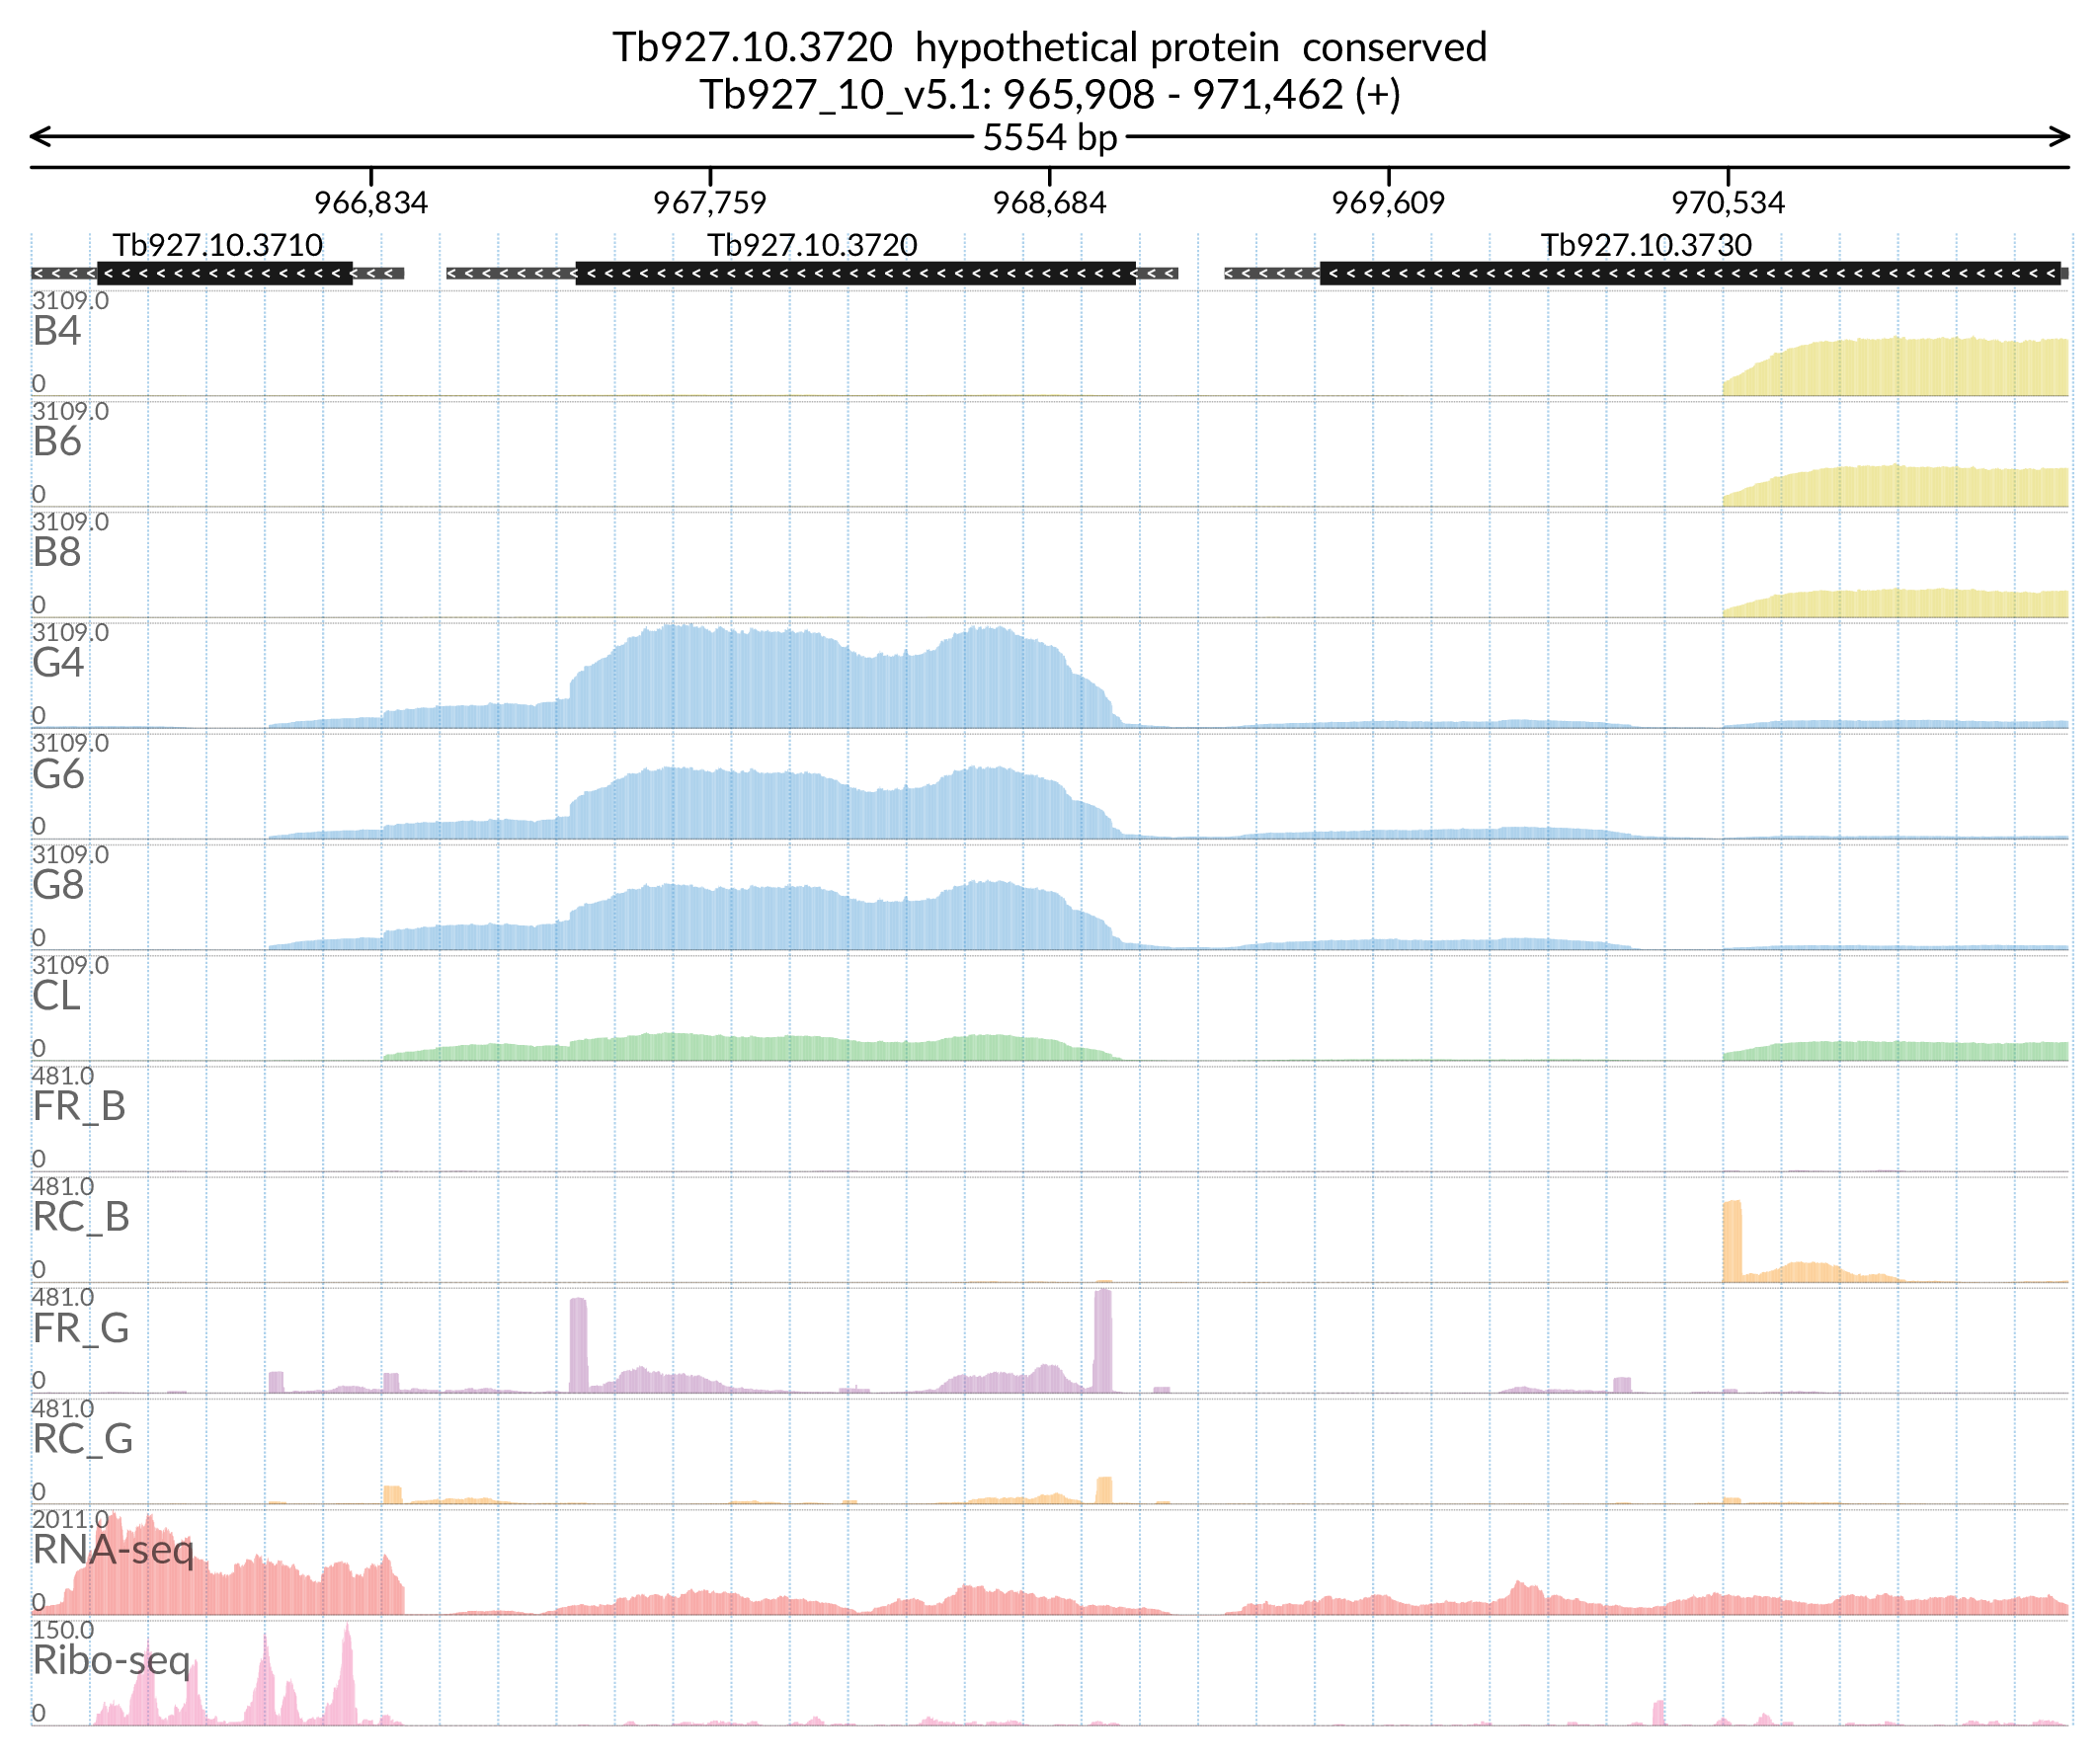 Tb927.10.3720 hypothetical protein conserved
Tb927_10_v5.1: 965,908 - 971,462 (+)
5554 bp
966,834 967,759 968,684 969,609 970,534
Tb927.10.3710 Tb927.10.3720 Tb927.10.3730
3109.0
B4
0
3109.0
B6
0
3109.0
B8
0
3109.0
G4
0
3109.0
G6
0
3109.0
G8
0
3109.0
CL
0
481.0
FR_B
0
481.0
RC_B
0
481.0
FR_G
0
481.0
RC_G
0
2011.0
RNA-seq
0
150.0
Ribo-seq
0